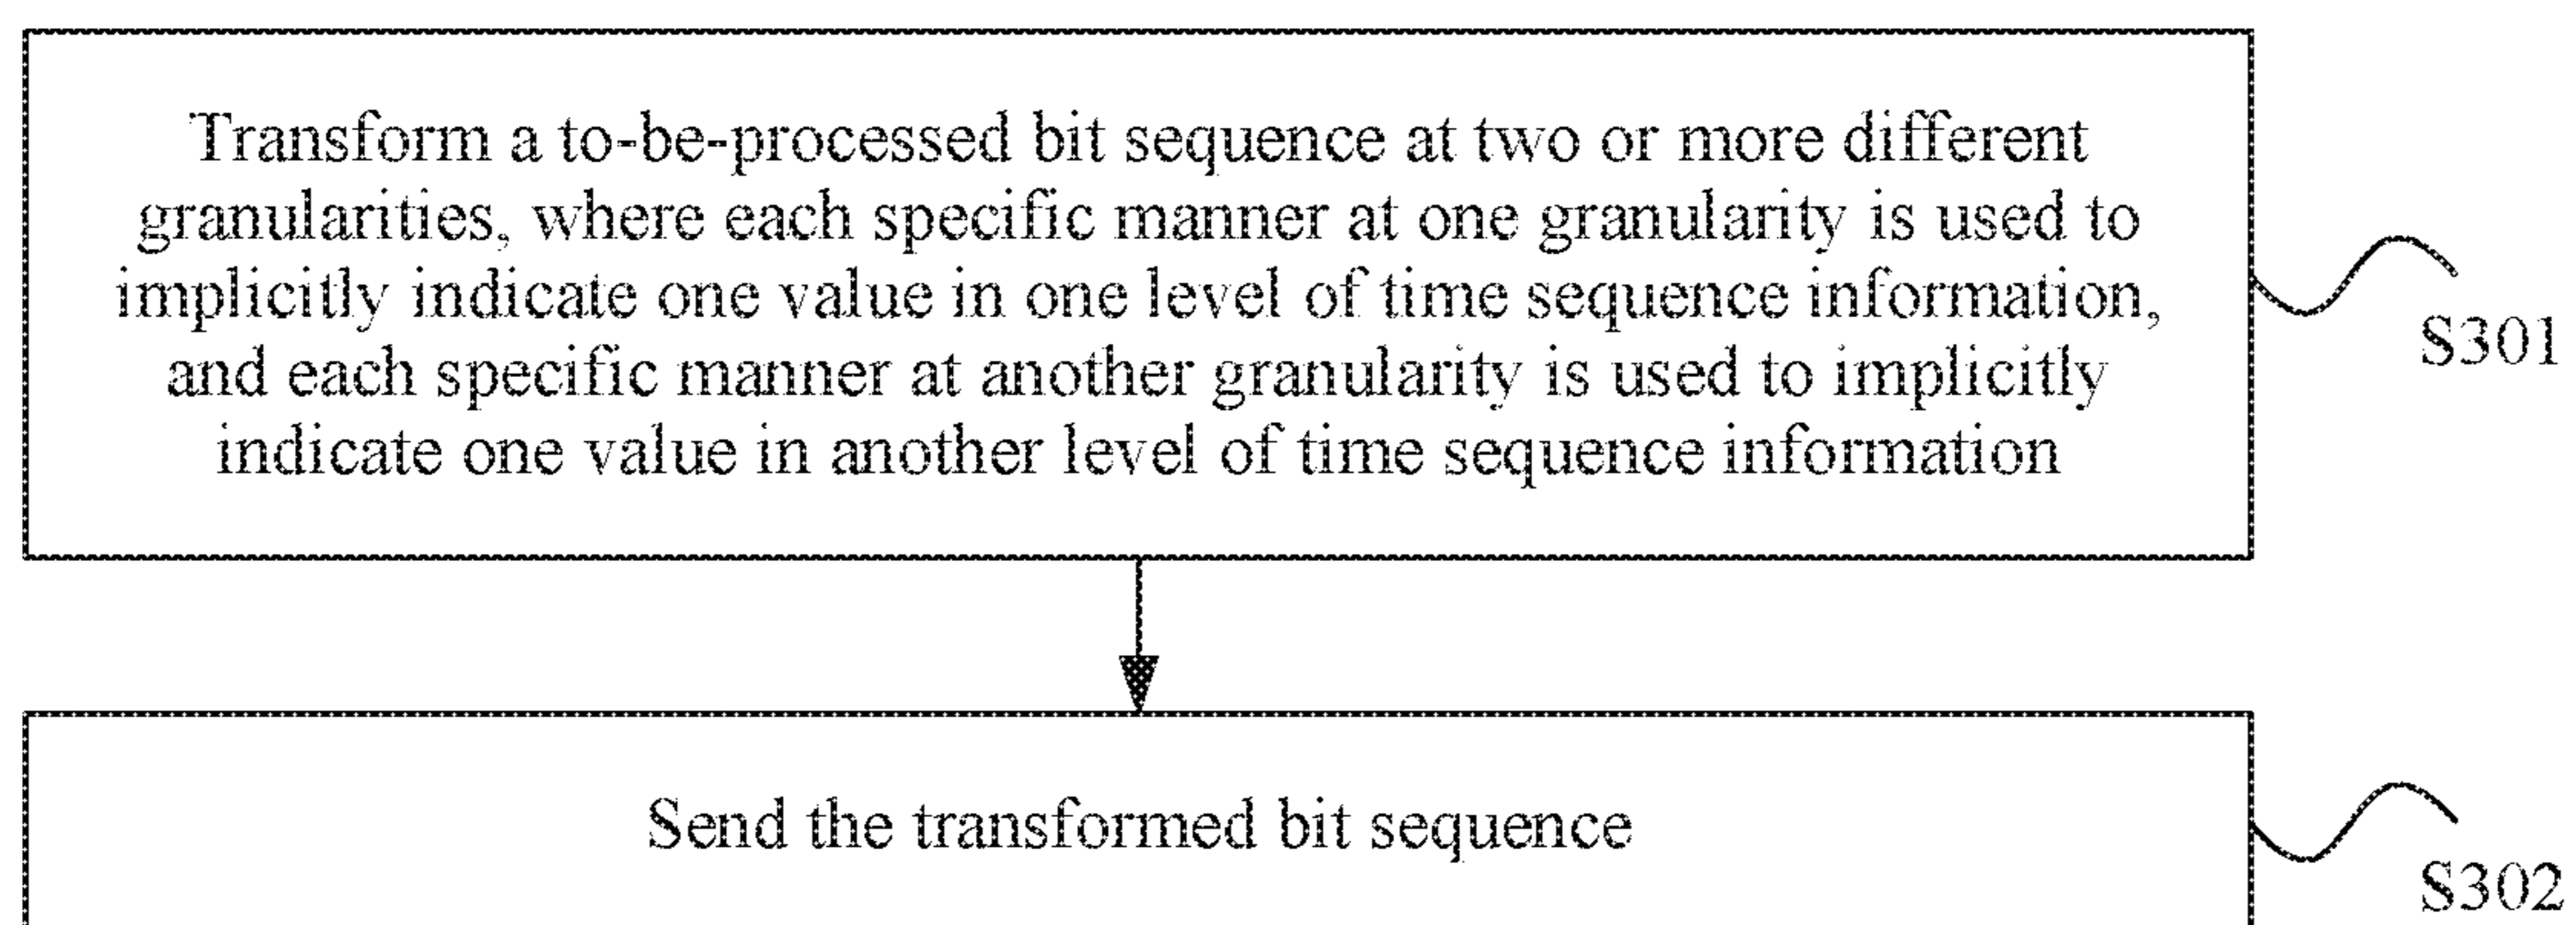 Transform a to-be-processed bit sequence at two or more different
granularities, where each specific manner at one granularity is used to
implicitly indicate one value in one level of time sequence information,
and each specific manner at another granularity is used to implicitly
indicate one value in another level of time sequence information
S301
Send the transformed bit sequence
S302